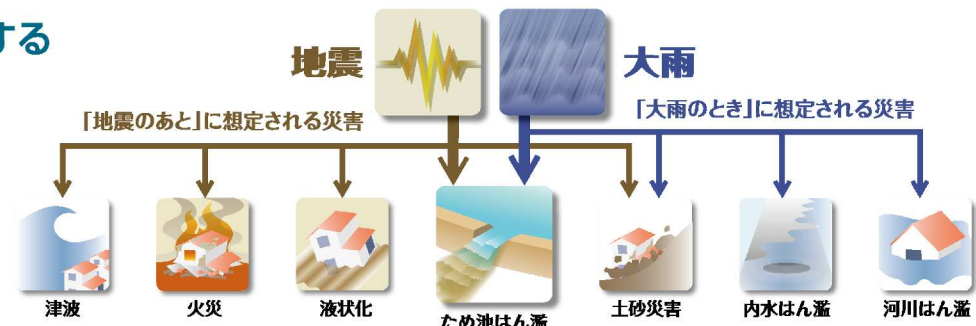 する
地震
大雨
「地震のあと」に想定される災害
「大雨のとき」に想定される災害
津波
火災
液状化
ため池はん濫
土砂災害
内水はん濫
河川はん濫